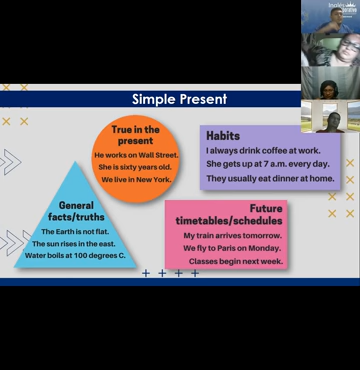 Simple Present
True in the
present
He works on Wall Street.
She is sixty years old.
We live in New York.
Habits
I always drink coffee at work.
She gets up at 7 a.m. every day.
They usually eat dinner at home.
General
facts/truths
The Earth is not flat.
The sun rises in the east.
Water boils at 100 degrees C.
Future
timetables/schedules
My train arrives tomorrow.
We fly to Paris on Monday.
Classes begin next week.